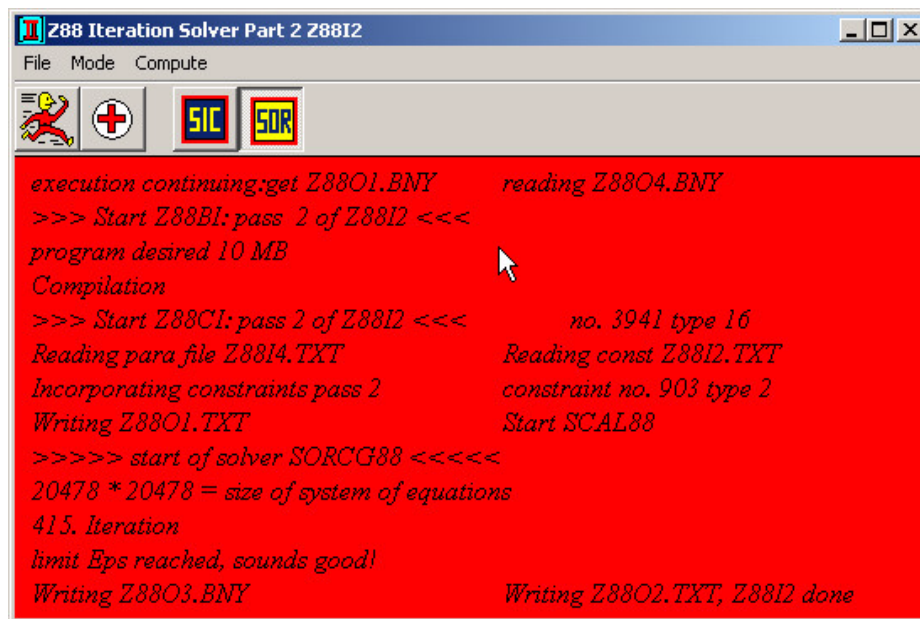 Z88 Iteration Solver Part 2 Z88I2
File Mode Compute
SIC SOR
execution continuing:get Z88O1.BNY reading Z88O4.BNY
>>> Start Z88BI: pass 2 of Z88I2 <<<
program desired 10 MB
Compilation
>>> Start Z88CI: pass 2 of Z88I2 <<< no. 3941 type 16
Reading para file Z88I4.TXT Reading const Z88I2.TXT
Incorporating constraints pass 2 constraint no. 903 type 2
Writing Z88O1.TXT Start SCAL88
>>>>> start of solver SORCG88 <<<<<
20478 * 20478 = size of system of equations
415. Iteration
limit Eps reached, sounds good!
Writing Z88O3.BNY Writing Z88O2.TXT, Z88I2 done